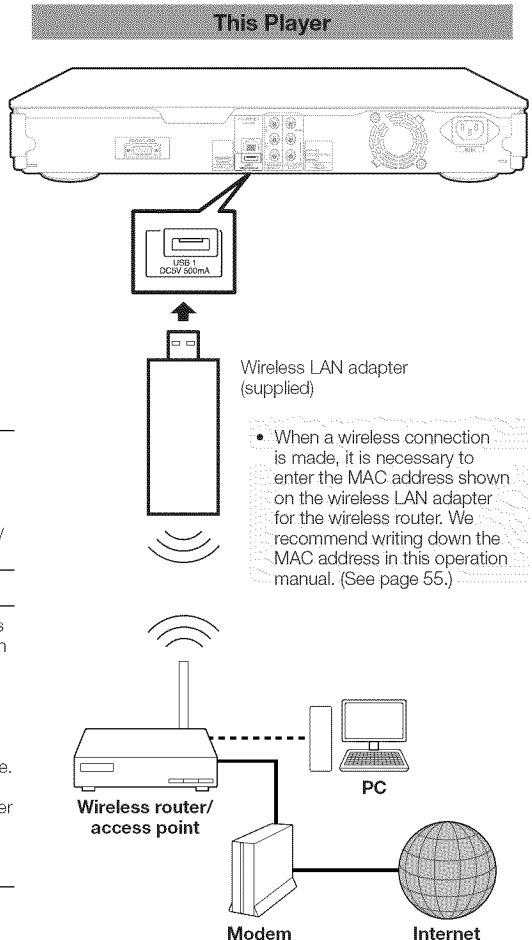 This Player
USB 1
DC5V 500mA
Wireless LAN adapter
(supplied)
• When a wireless connection
is made, it is necessary to
enter the MAC address shown
on the wireless LAN adapter
for the wireless router. We
recommend writing down the
MAC address in this operation
manual. (See page 55.)
PC
Wireless router/
access point
Modem
Internet